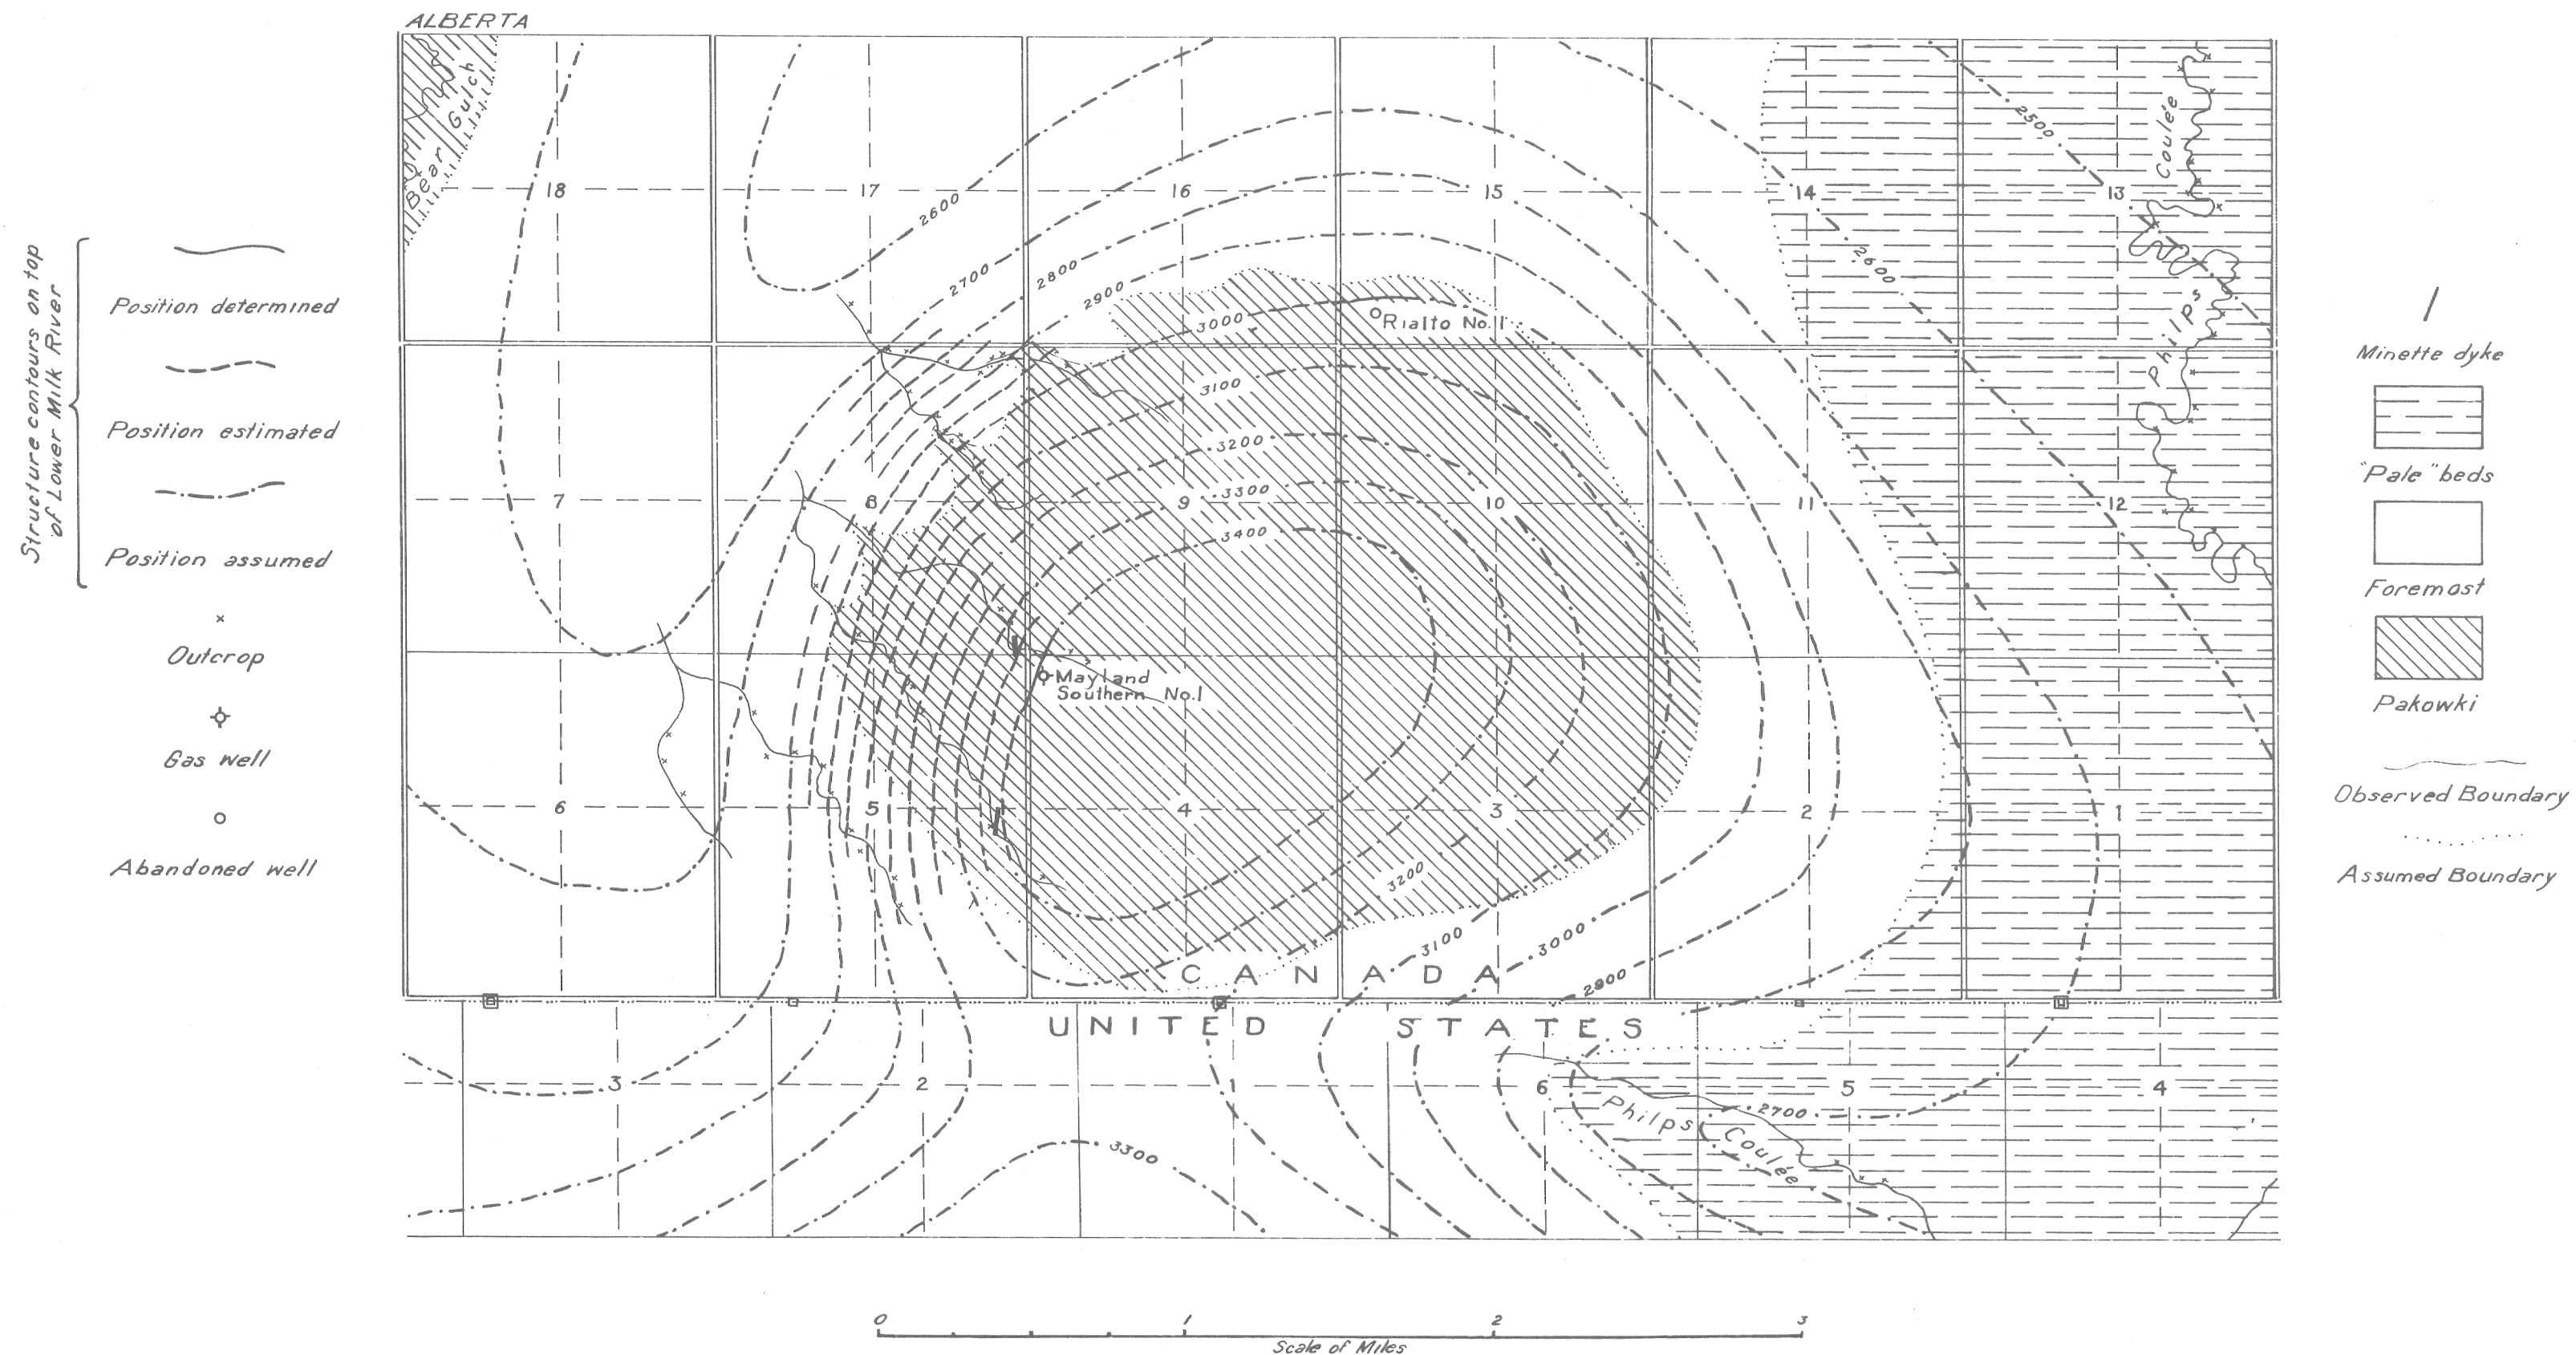 ALBERTA
Bear Gulch
18
17
16
15
14
13
2500
Coulée
Philps
2600
2600
2700
2800
2900
3000
Rialto No. 1
3100
3200
3300
3400
7
8
9
10
11
12
Mayland
Southern No. 1
6
5
4
3
2
1
3200
3100
3000
2900
CANADA
UNITED STATES
3
2
1
6
5
4
2700
3300
Philps Coulée
Structure contours on top
of Lower Milk River
Position determined
Position estimated
Position assumed
Outcrop
Gas well
Abandoned well
Minette dyke
"Pale" beds
Foremost
Pakowki
Observed Boundary
Assumed Boundary
0 1 2 3
Scale of Miles